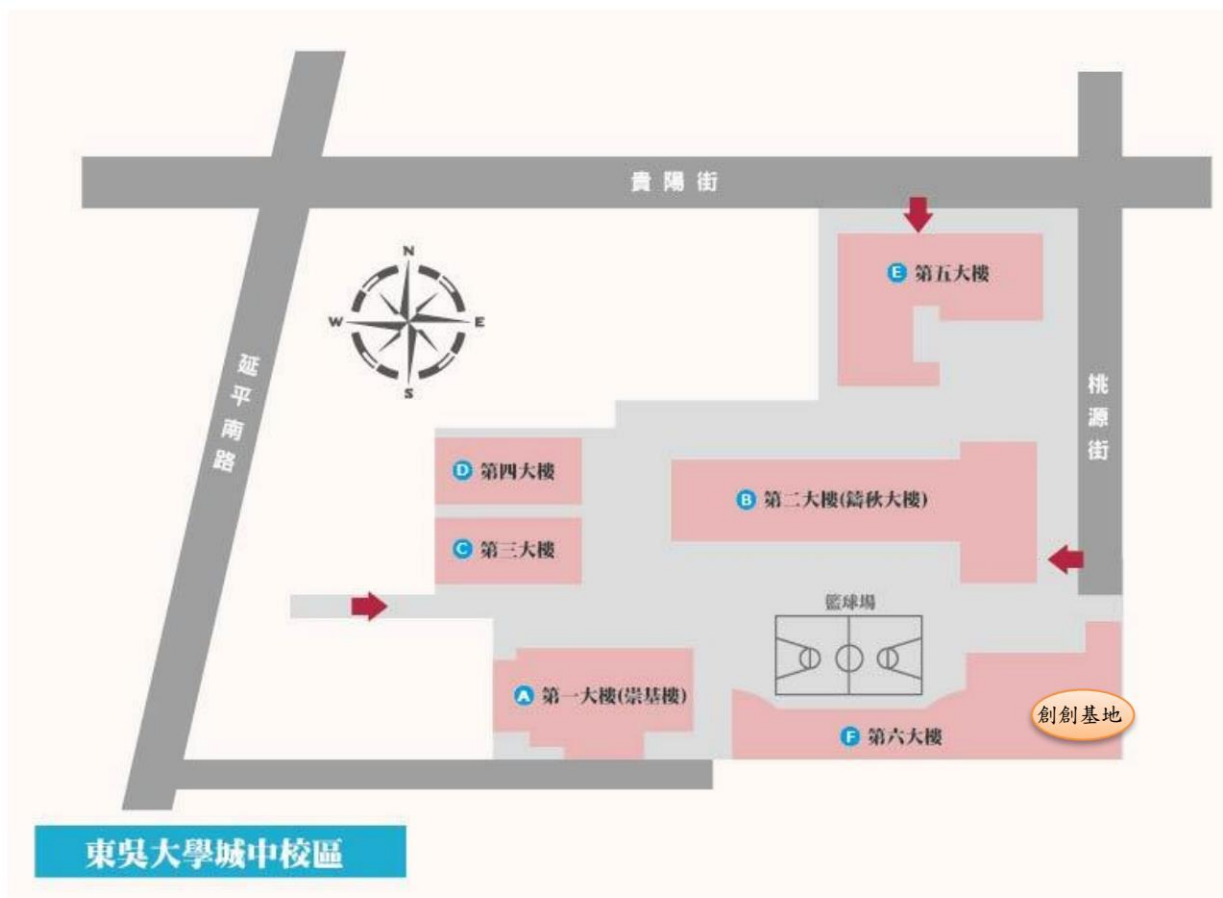 貴陽街
N
W
E
S
E 第五大樓
延平南路
桃源街
D 第四大樓
B 第二大樓(鑄秋大樓)
C 第三大樓
籃球場
A 第一大樓(崇基樓)
創創基地
F 第六大樓
東吳大學城中校區